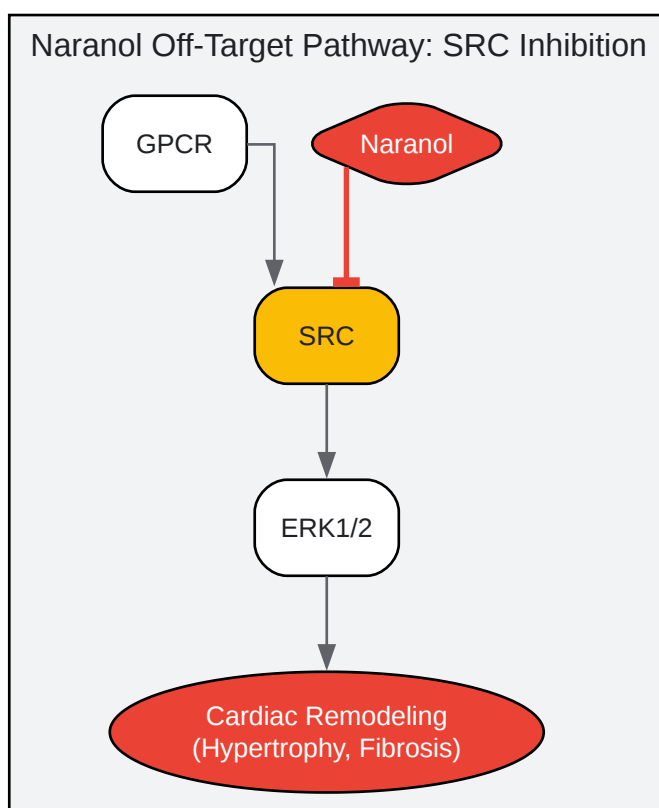 Naranol Off-Target Pathway: SRC Inhibition
GPCR
Naranol
SRC
ERK1/2
Cardiac Remodeling
(Hypertrophy, Fibrosis)